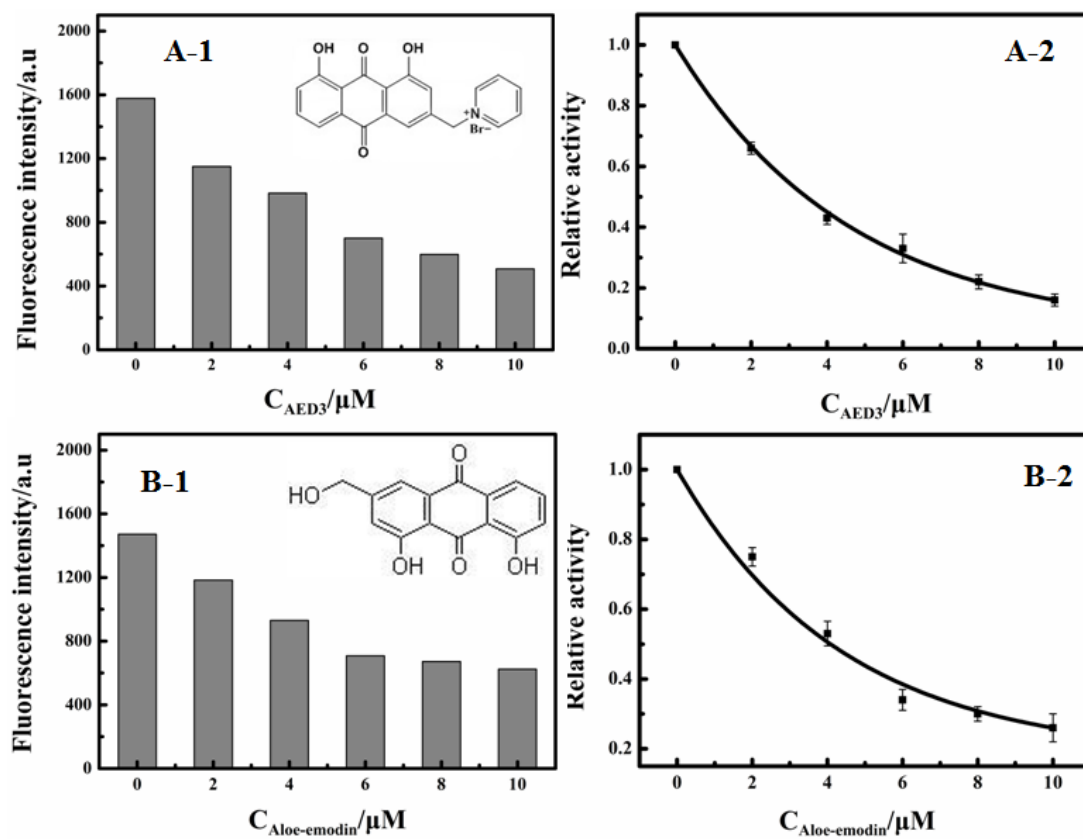 A-1
2000
1600
1200
800
400
0
Fluorescence intensity/a.u
OH O OH
O
N
+
Br−
0 2 4 6 8 10
C_AED3/μM
A-2
1.0
0.8
0.6
0.4
0.2
0.0
Relative activity
0 2 4 6 8 10
C_AED3/μM
B-1
2000
1600
1200
800
400
0
Fluorescence intensity/a.u
O
HO
OH O OH
0 2 4 6 8 10
C_Aloe-emodin/μM
B-2
1.0
0.8
0.6
0.4
0.2
Relative activity
0 2 4 6 8 10
C_Aloe-emodin/μM